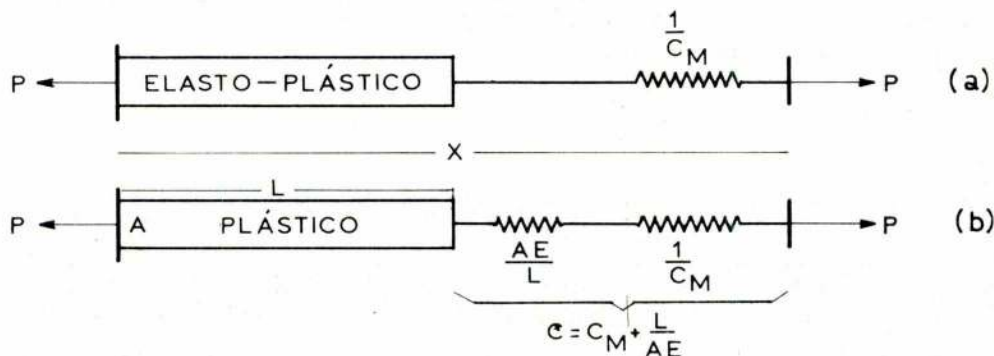 1/C_M
P ELASTO-PLÁSTICO P (a)
X
L
P A PLÁSTICO P (b)
AE/L 1/C_M
C = C_M + L/AE